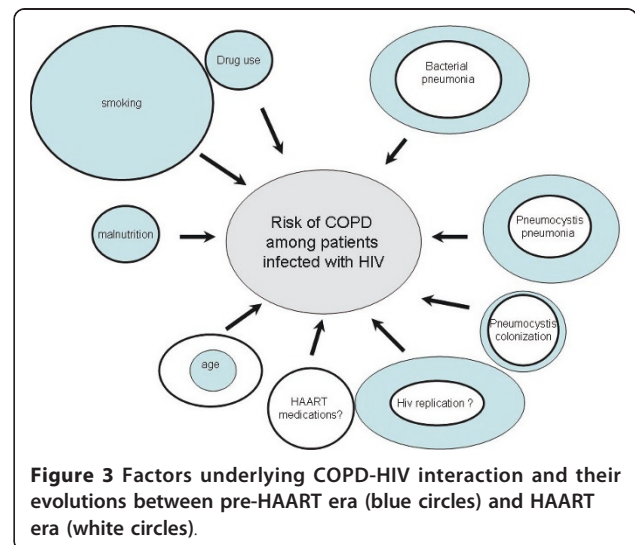 Drug use
smoking
Bacterial
pneumonia
malnutrition
Risk of COPD
among patients
infected with HIV
Pneumocystis
pneumonia
Pneumocystis
colonization
age
HAART
medications?
Hiv replication ?
Figure 3 Factors underlying COPD-HIV interaction and their
evolutions between pre-HAART era (blue circles) and HAART
era (white circles).